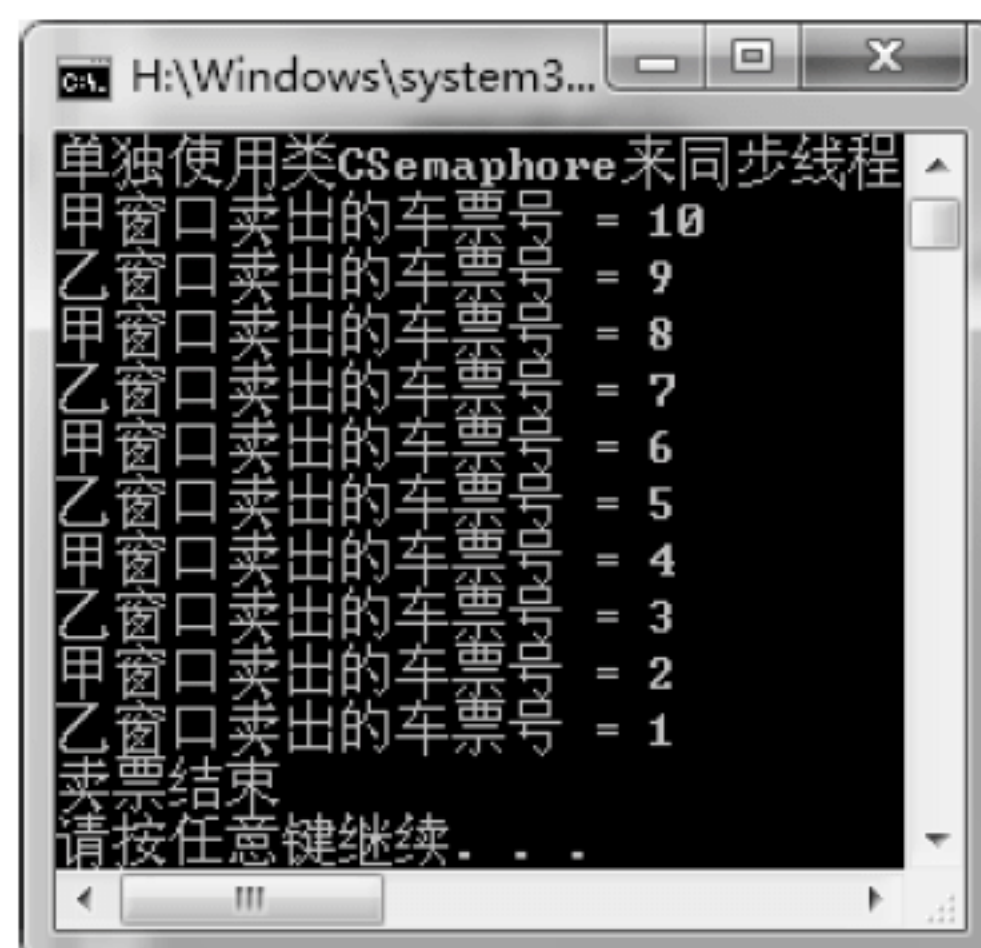 H:\Windows\system3...
单独使用类CSemaphore来同步线程
甲窗口卖出的车票号 = 10
乙窗口卖出的车票号 = 9
甲窗口卖出的车票号 = 8
乙窗口卖出的车票号 = 7
甲窗口卖出的车票号 = 6
乙窗口卖出的车票号 = 5
甲窗口卖出的车票号 = 4
乙窗口卖出的车票号 = 3
甲窗口卖出的车票号 = 2
乙窗口卖出的车票号 = 1
卖票结束
请按任意键继续. . .